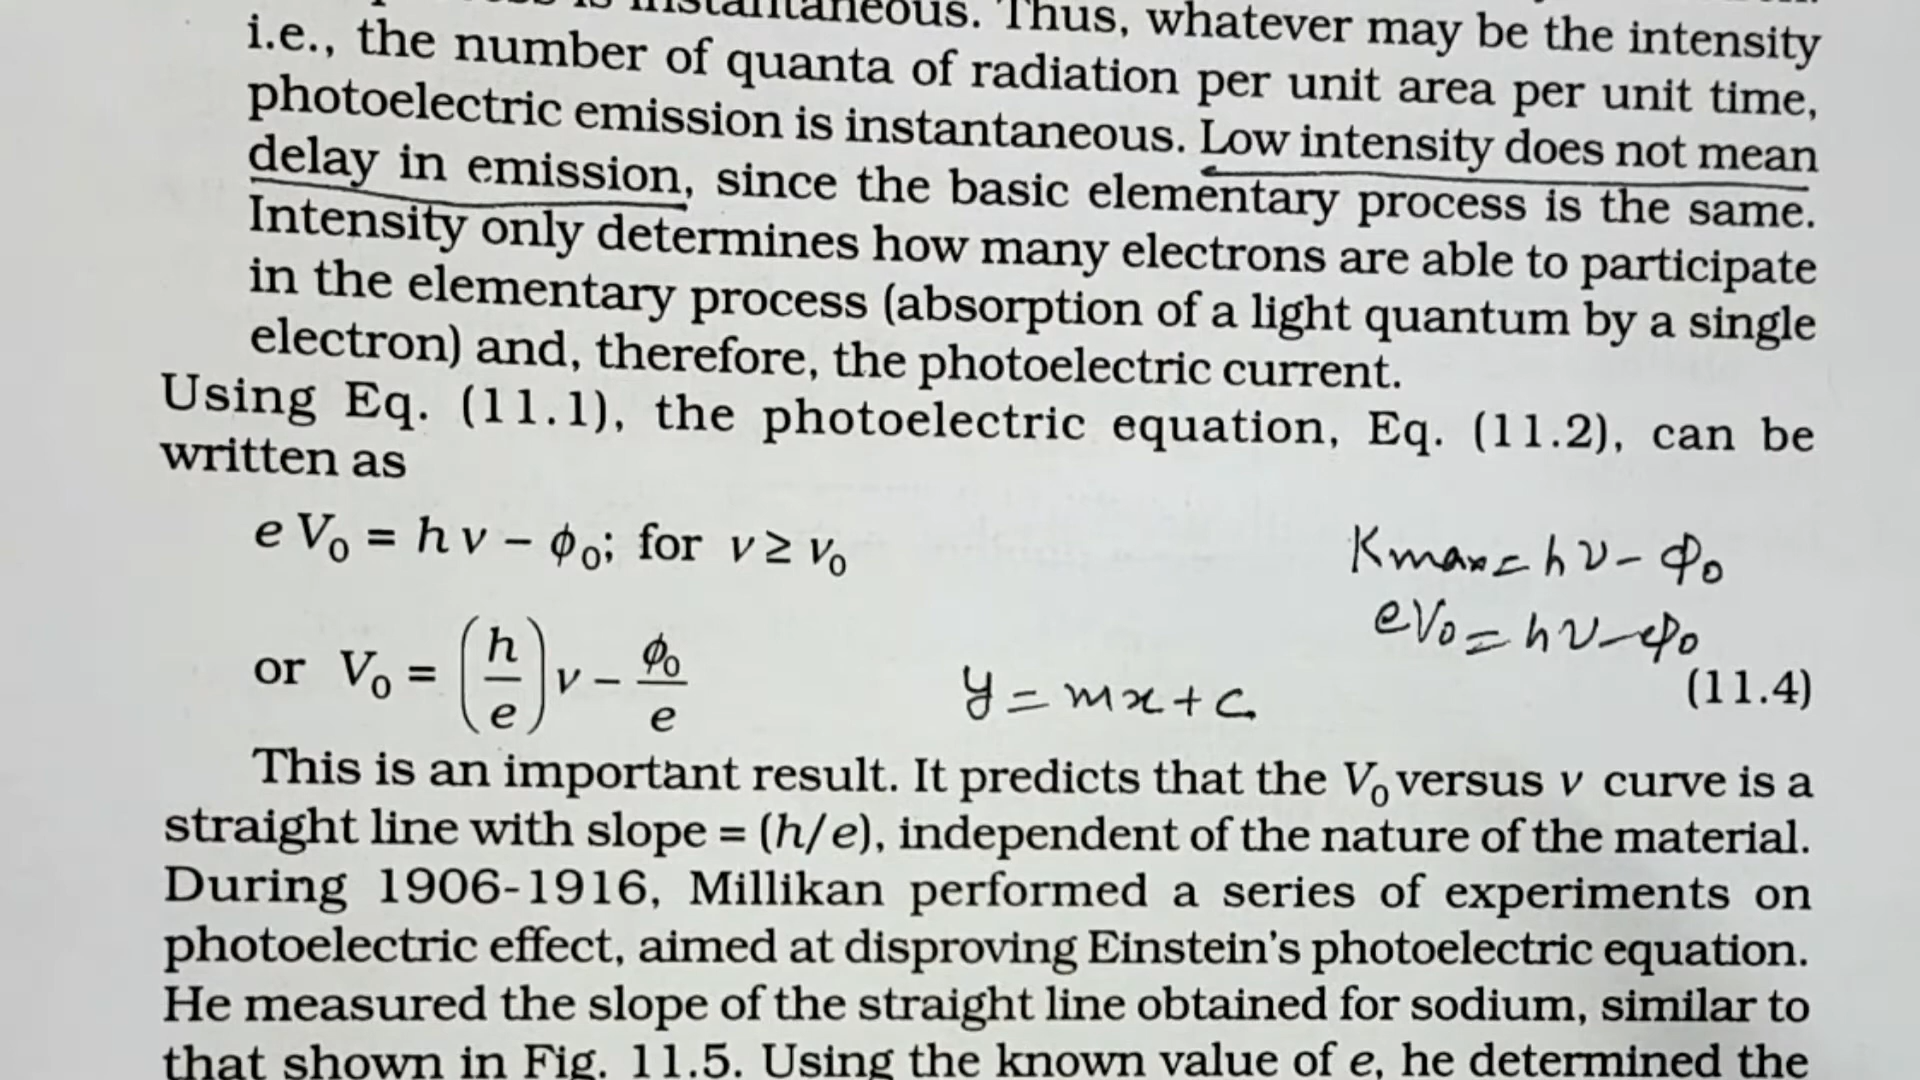 is instantaneous. Thus, whatever may be the intensity
i.e., the number of quanta of radiation per unit area per unit time,
photoelectric emission is instantaneous. Low intensity does not mean
delay in emission, since the basic elementary process is the same.
Intensity only determines how many electrons are able to participate
in the elementary process (absorption of a light quantum by a single
electron) and, therefore, the photoelectric current.
Using Eq. (11.1), the photoelectric equation, Eq. (11.2), can be
written as
e V₀ = h ν – ϕ₀; for ν ≥ ν₀
Kmax = hν – ϕ₀
eV₀ = hν – ϕ₀
or V₀ = (h/e) ν – ϕ₀/e
y = mx + c
(11.4)
This is an important result. It predicts that the V₀ versus ν curve is a
straight line with slope = (h/e), independent of the nature of the material.
During 1906-1916, Millikan performed a series of experiments on
photoelectric effect, aimed at disproving Einstein's photoelectric equation.
He measured the slope of the straight line obtained for sodium, similar to
that shown in Fig. 11.5. Using the known value of e, he determined the